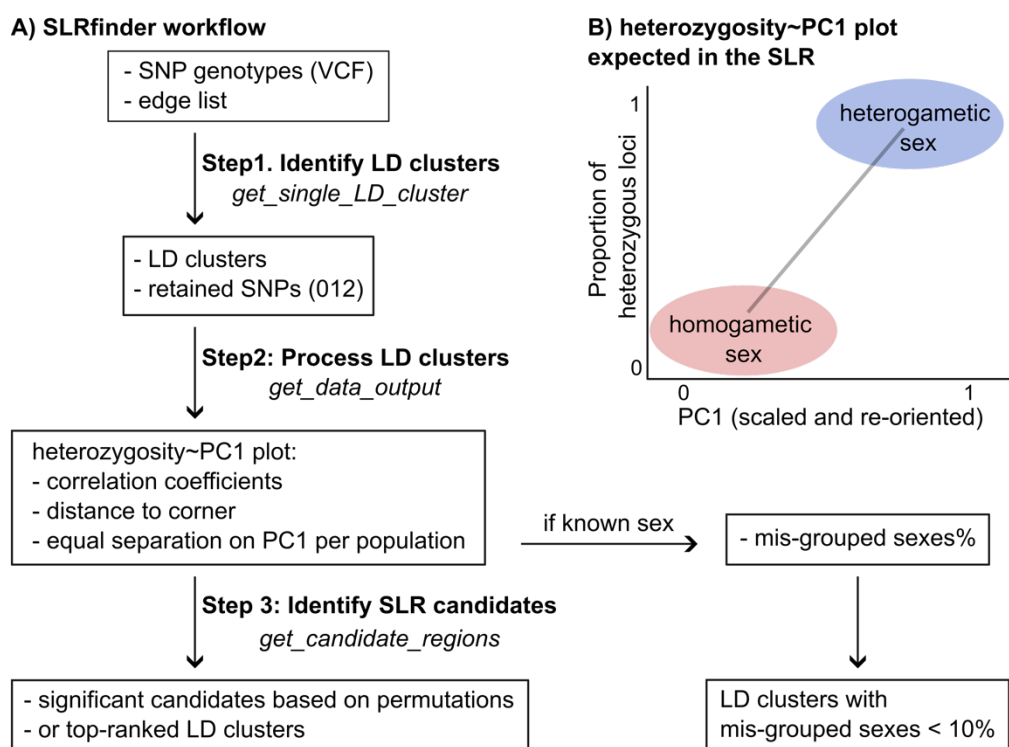 A) SLRfinder workflow
- SNP genotypes (VCF)
- edge list
Step1. Identify LD clusters
get_single_LD_cluster
- LD clusters
- retained SNPs (012)
Step2: Process LD clusters
get_data_output
heterozygosity~PC1 plot:
- correlation coefficients
- distance to corner
- equal separation on PC1 per population
if known sex
- mis-grouped sexes%
Step 3: Identify SLR candidates
get_candidate_regions
- significant candidates based on permutations
- or top-ranked LD clusters
LD clusters with
mis-grouped sexes < 10%
B) heterozygosity~PC1 plot
expected in the SLR
Proportion of
heterozygous loci
1
0
heterogametic
sex
homogametic
sex
0
1
PC1 (scaled and re-oriented)